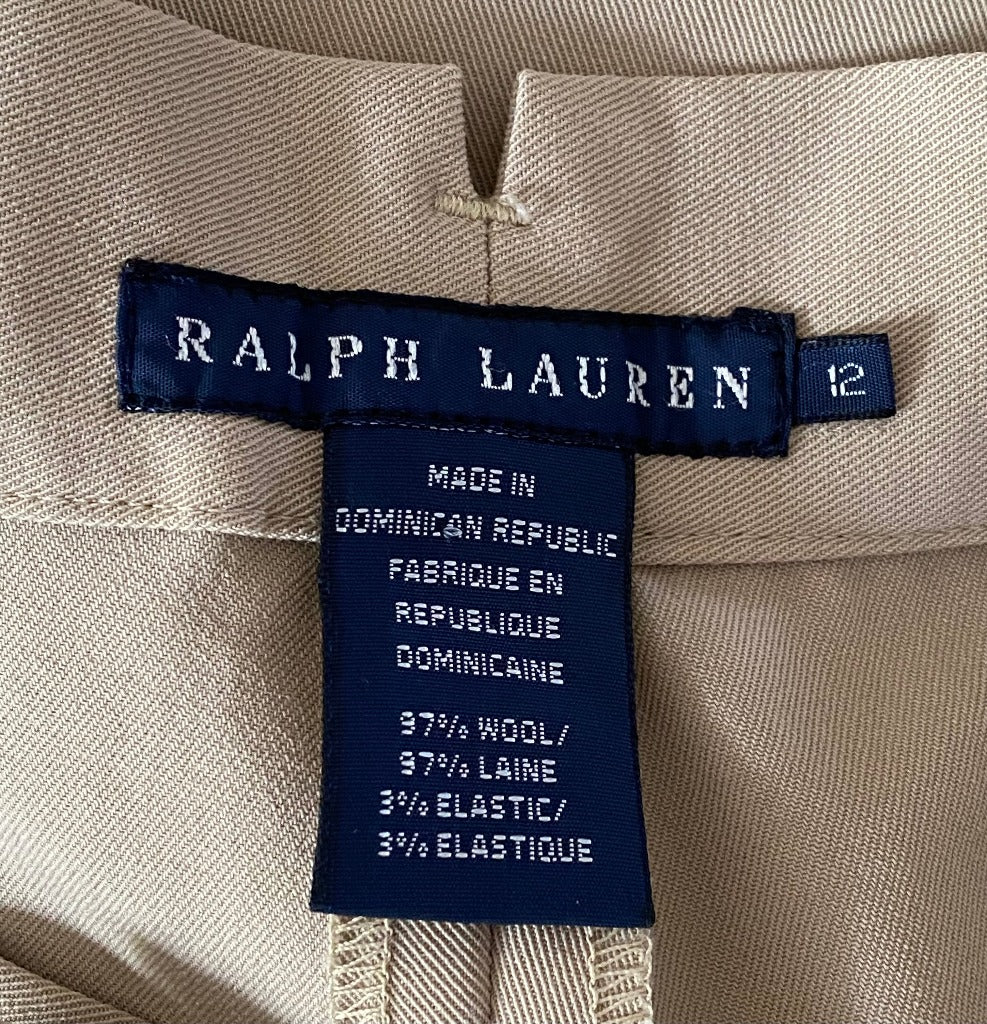 RALPH LAUREN
12
MADE IN
DOMINICAN REPUBLIC
FABRIQUE EN
REPUBLIQUE
DOMINICAINE
97% WOOL/
97% LAINE
3% ELASTIC/
3% ELASTIQUE